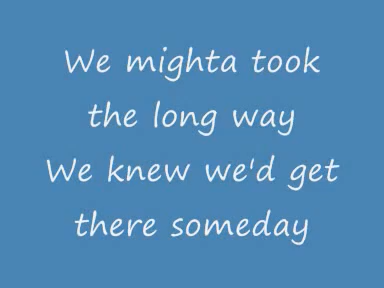 We mighta took
the long way
We knew we'd get
there someday